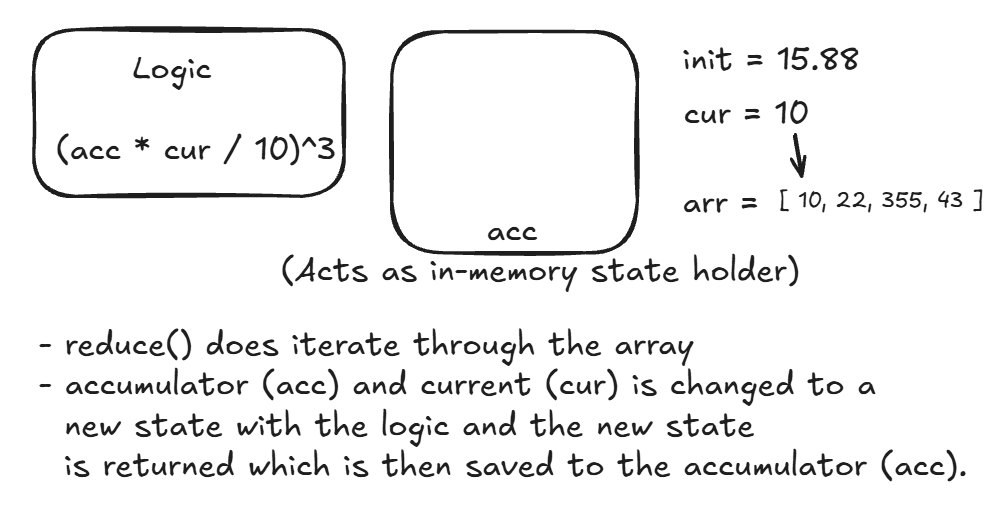 Logic
(acc * cur / 10)^3
acc
(Acts as in-memory state holder)
init = 15.88
cur = 10
arr = [ 10, 22, 355, 43 ]
- reduce() does iterate through the array
- accumulator (acc) and current (cur) is changed to a
new state with the logic and the new state
is returned which is then saved to the accumulator (acc).